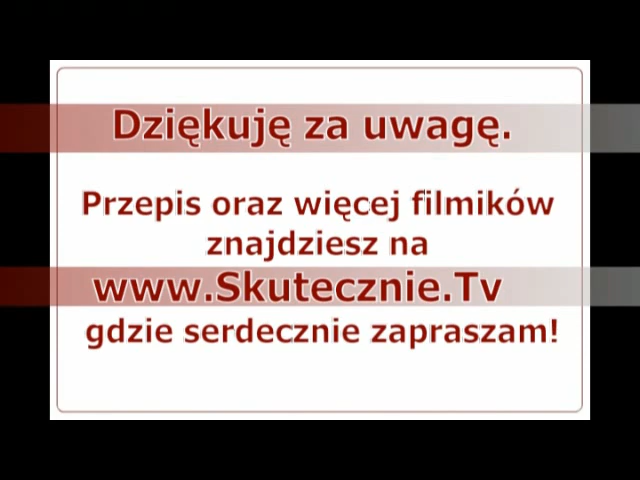 Dziękuję za uwagę.
Przepis oraz więcej filmików
znajdziesz na
www.Skutecznie.Tv
gdzie serdecznie zapraszam!